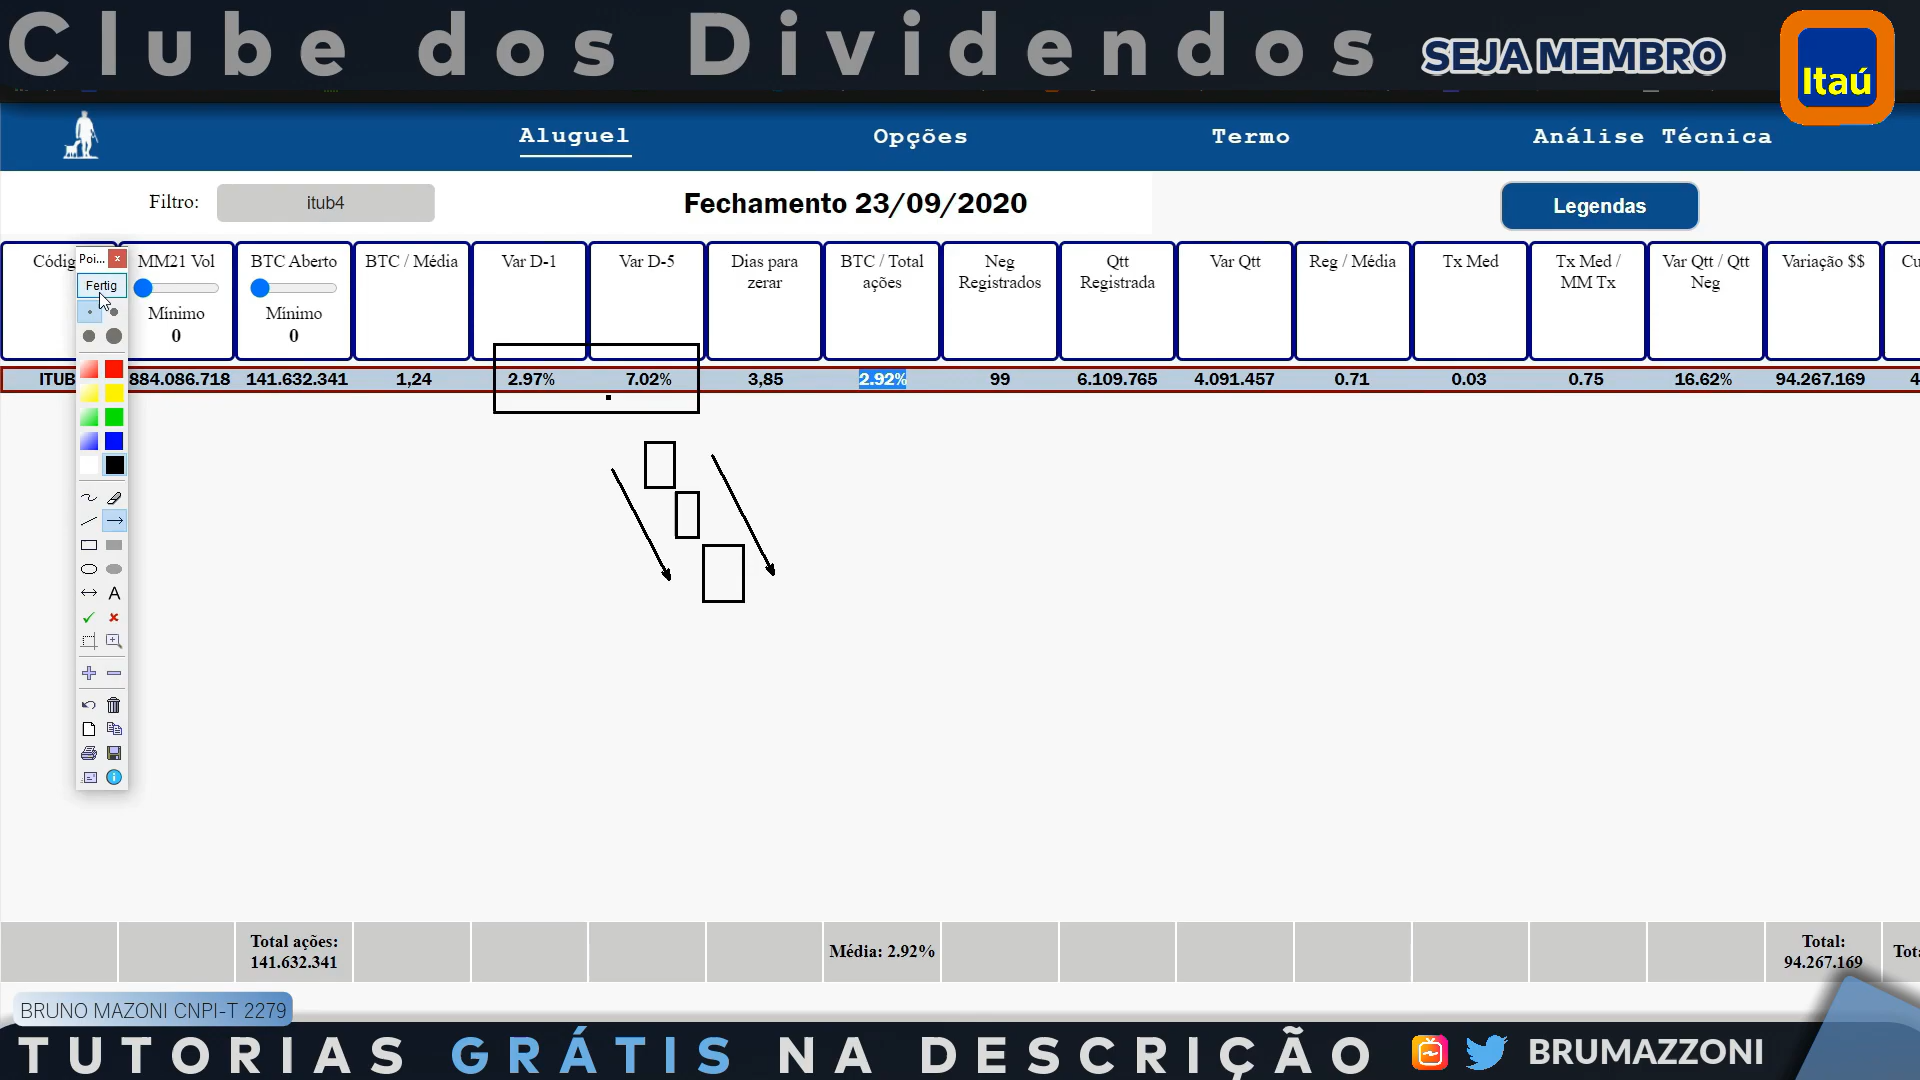 Clube dos Dividendos
SEJA MEMBRO
Itaú
Aluguel
Opções
Termo
Análise Técnica
Filtro:
itub4
Fechamento 23/09/2020
Legendas
Poi...
Fertig
Códig
MM21 Vol
Minimo
0
BTC Aberto
Minimo
0
BTC / Média
Var D-1
Var D-5
Dias para
zerar
BTC / Total
ações
Neg
Registrados
Qtt
Registrada
Var Qtt
Reg / Média
Tx Med
Tx Med /
MM Tx
Var Qtt / Qtt
Neg
Variação $$
Cu
ITUB
884.086.718
141.632.341
1,24
2.97%
7.02%
3,85
2.92%
99
6.109.765
4.091.457
0.71
0.03
0.75
16.62%
94.267.169
4
A
Total ações:
141.632.341
Média: 2.92%
Total:
94.267.169
Tota
BRUNO MAZONI CNPI-T 2279
TUTORIAS GRÁTIS NA DESCRIÇÃO
BRUMAZZONI